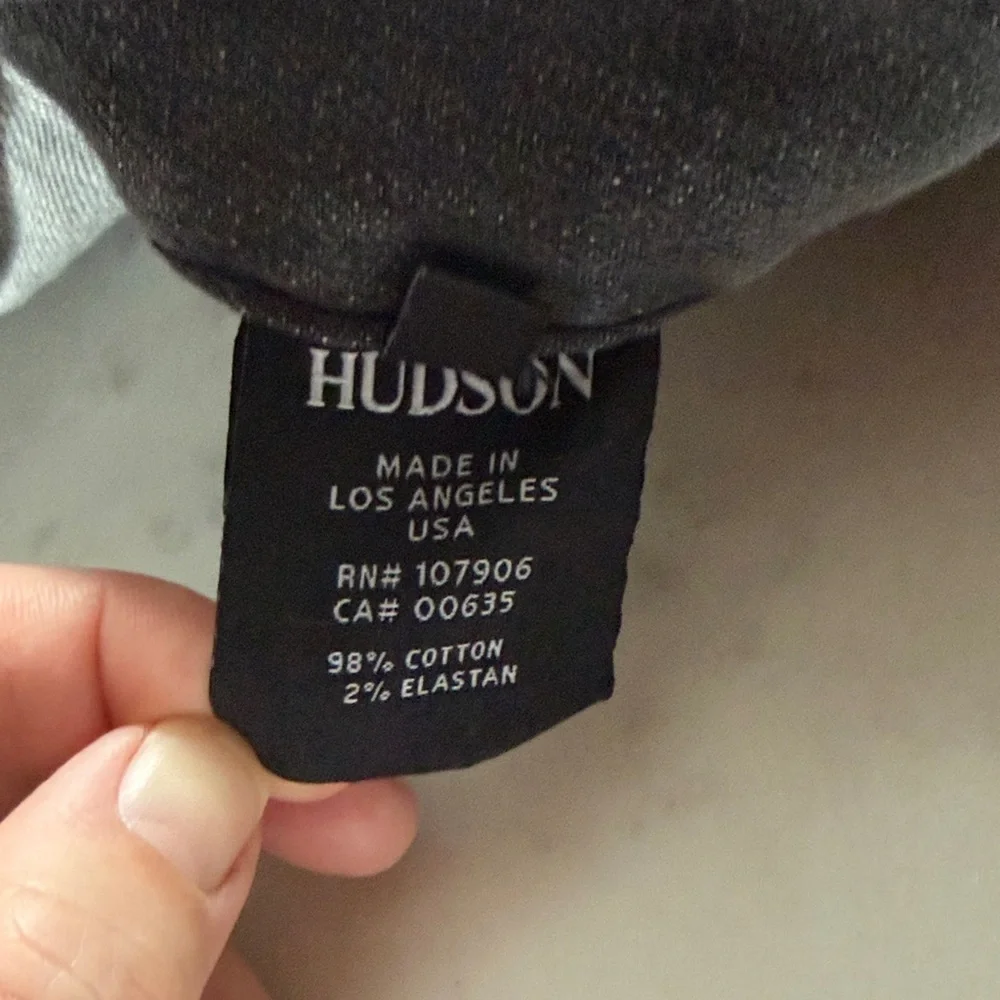 HUDSON
MADE IN
LOS ANGELES
USA
RN# 107906
CA# 00635
98% COTTON
2% ELASTAN